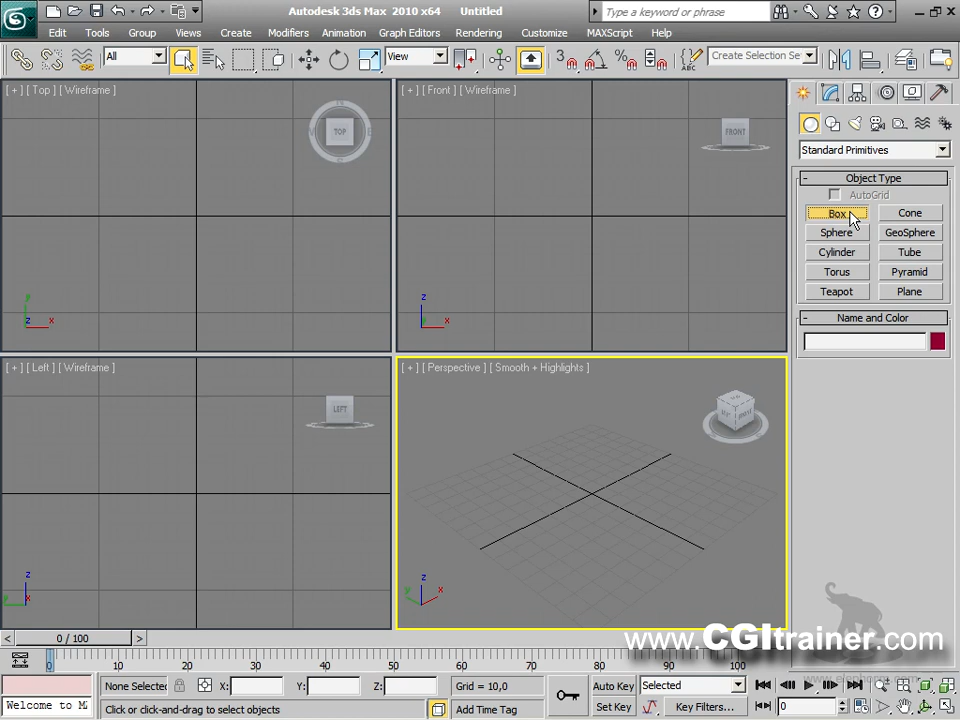 Autodesk 3ds Max 2010 x64 Untitled
Type a keyword or phrase
Edit Tools Group Views Create Modifiers Animation Graph Editors Rendering Customize MAXScript Help
All View 3 Create Selection Se
ABC
[ + ] [ Top ] [ Wireframe ]
TOP
[ + ] [ Front ] [ Wireframe ]
FRONT
Standard Primitives
Object Type
AutoGrid
Box Cone
Sphere GeoSphere
Cylinder Tube
Torus Pyramid
Teapot Plane
Name and Color
y
z x
z
x
[ + ] [ Left ] [ Wireframe ]
LEFT
[ + ] [ Perspective ] [ Smooth + Highlights ]
z
y x
z
y x
< 0 / 100 >
www.CGItrainer.com
0 10 20 30 40 50 60 70 80 90 100
None Selected X: Y: Z: Grid = 10,0 Auto Key Selected
Welcome to M Click or click-and-drag to select objects Add Time Tag Set Key Key Filters... 0